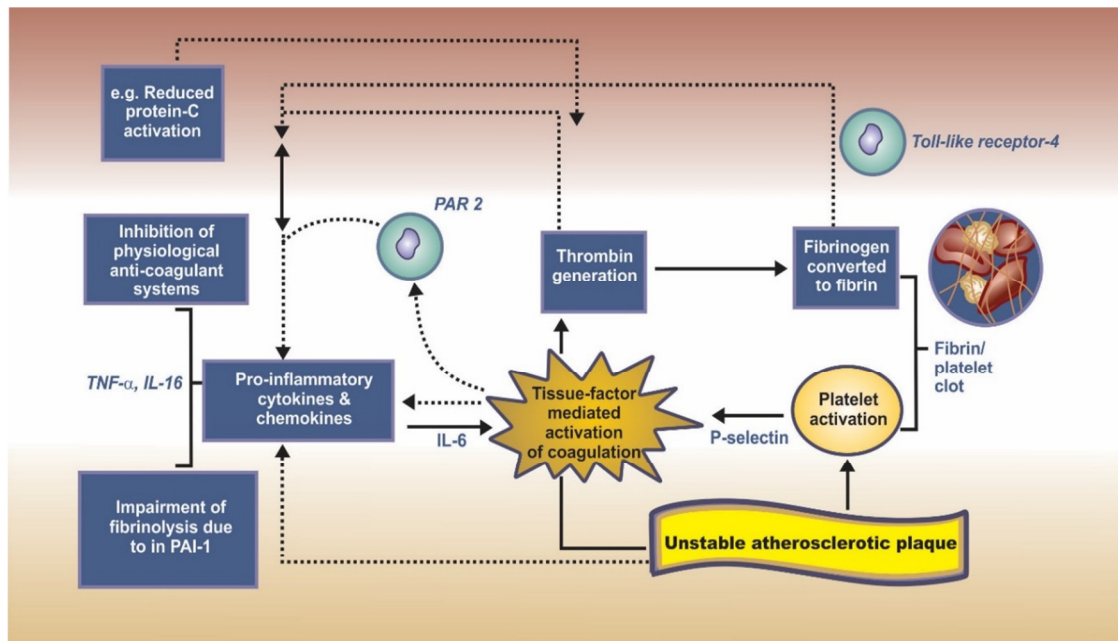 e.g. Reduced
protein-C
activation
Toll-like receptor-4
PAR 2
Inhibition of
physiological
anti-coagulant
systems
Thrombin
generation
Fibrinogen
converted
to fibrin
TNF-α, IL-16
Pro-inflammatory
cytokines &
chemokines
IL-6
Tissue-factor
mediated
activation
of coagulation
P-selectin
Platelet
activation
Fibrin/
platelet
clot
Impairment of
fibrinolysis due
to in PAI-1
Unstable atherosclerotic plaque